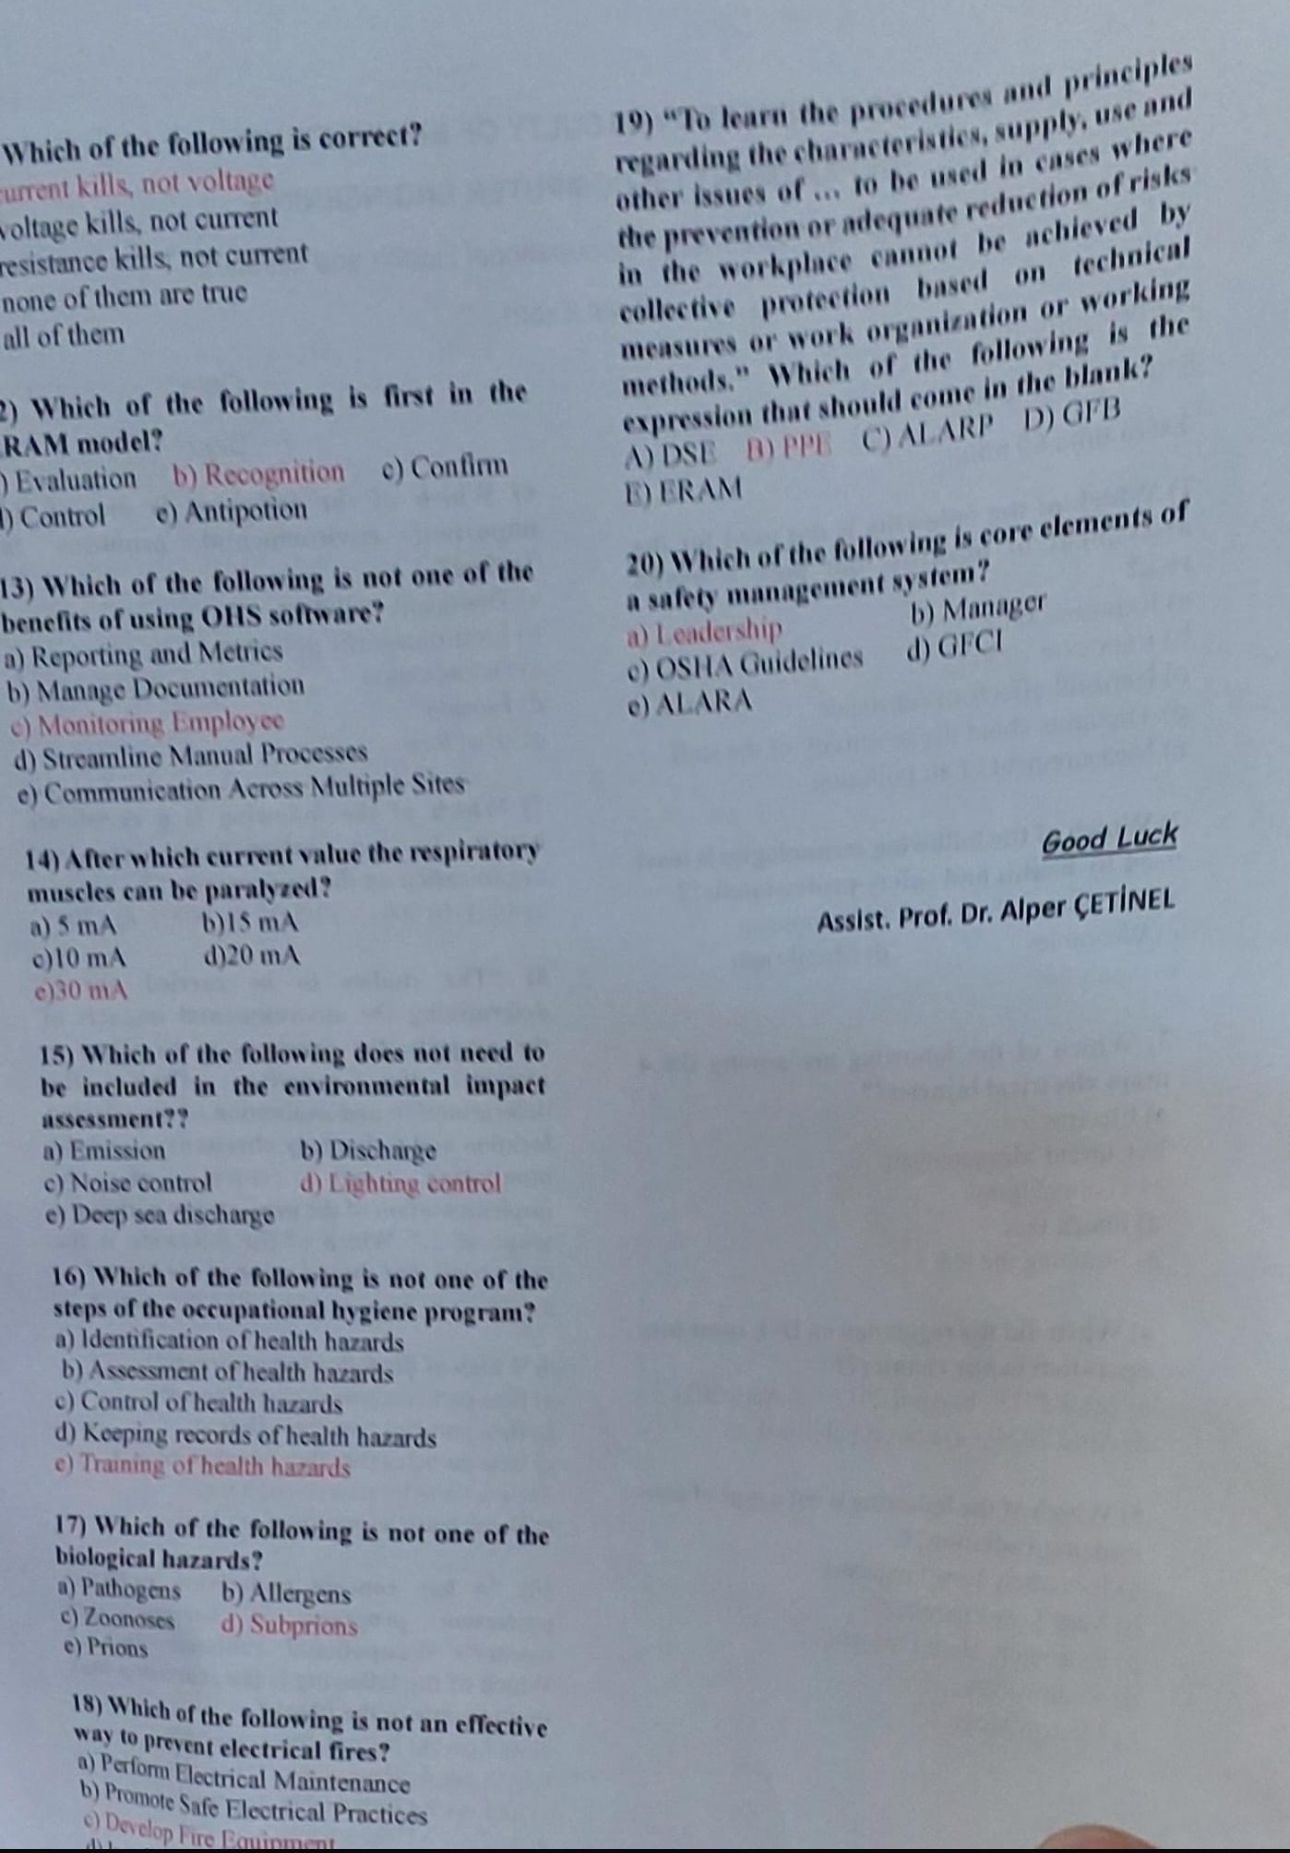 Which of the following is correct?
current kills, not voltage
voltage kills, not current
resistance kills, not current
none of them are true
all of them
2) Which of the following is first in the
ERAM model?
) Evaluation b) Recognition c) Confirm
d) Control e) Antipotion
13) Which of the following is not one of the
benefits of using OHS software?
a) Reporting and Metrics
b) Manage Documentation
c) Monitoring Employee
d) Streamline Manual Processes
e) Communication Across Multiple Sites
14) After which current value the respiratory
muscles can be paralyzed?
a) 5 mA b)15 mA
c)10 mA d)20 mA
e)30 mA
15) Which of the following does not need to
be included in the environmental impact
assessment??
a) Emission b) Discharge
c) Noise control d) Lighting control
e) Deep sea discharge
16) Which of the following is not one of the
steps of the occupational hygiene program?
a) Identification of health hazards
b) Assessment of health hazards
c) Control of health hazards
d) Keeping records of health hazards
e) Training of health hazards
17) Which of the following is not one of the
biological hazards?
a) Pathogens b) Allergens
c) Zoonoses d) Subprions
e) Prions
18) Which of the following is not an effective
way to prevent electrical fires?
a) Perform Electrical Maintenance
b) Promote Safe Electrical Practices
c) Develop Fire Equipment
19) "To learn the procedures and principles
regarding the characteristics, supply, use and
other issues of ... to be used in cases where
the prevention or adequate reduction of risks
in the workplace cannot be achieved by
collective protection based on technical
measures or work organization or working
methods." Which of the following is the
expression that should come in the blank?
A) DSE B) PPE C) ALARP D) GFB
E) ERAM
20) Which of the following is core elements of
a safety management system?
a) Leadership b) Manager
c) OSHA Guidelines d) GFCI
e) ALARA
Good Luck
Assist. Prof. Dr. Alper ÇETİNEL